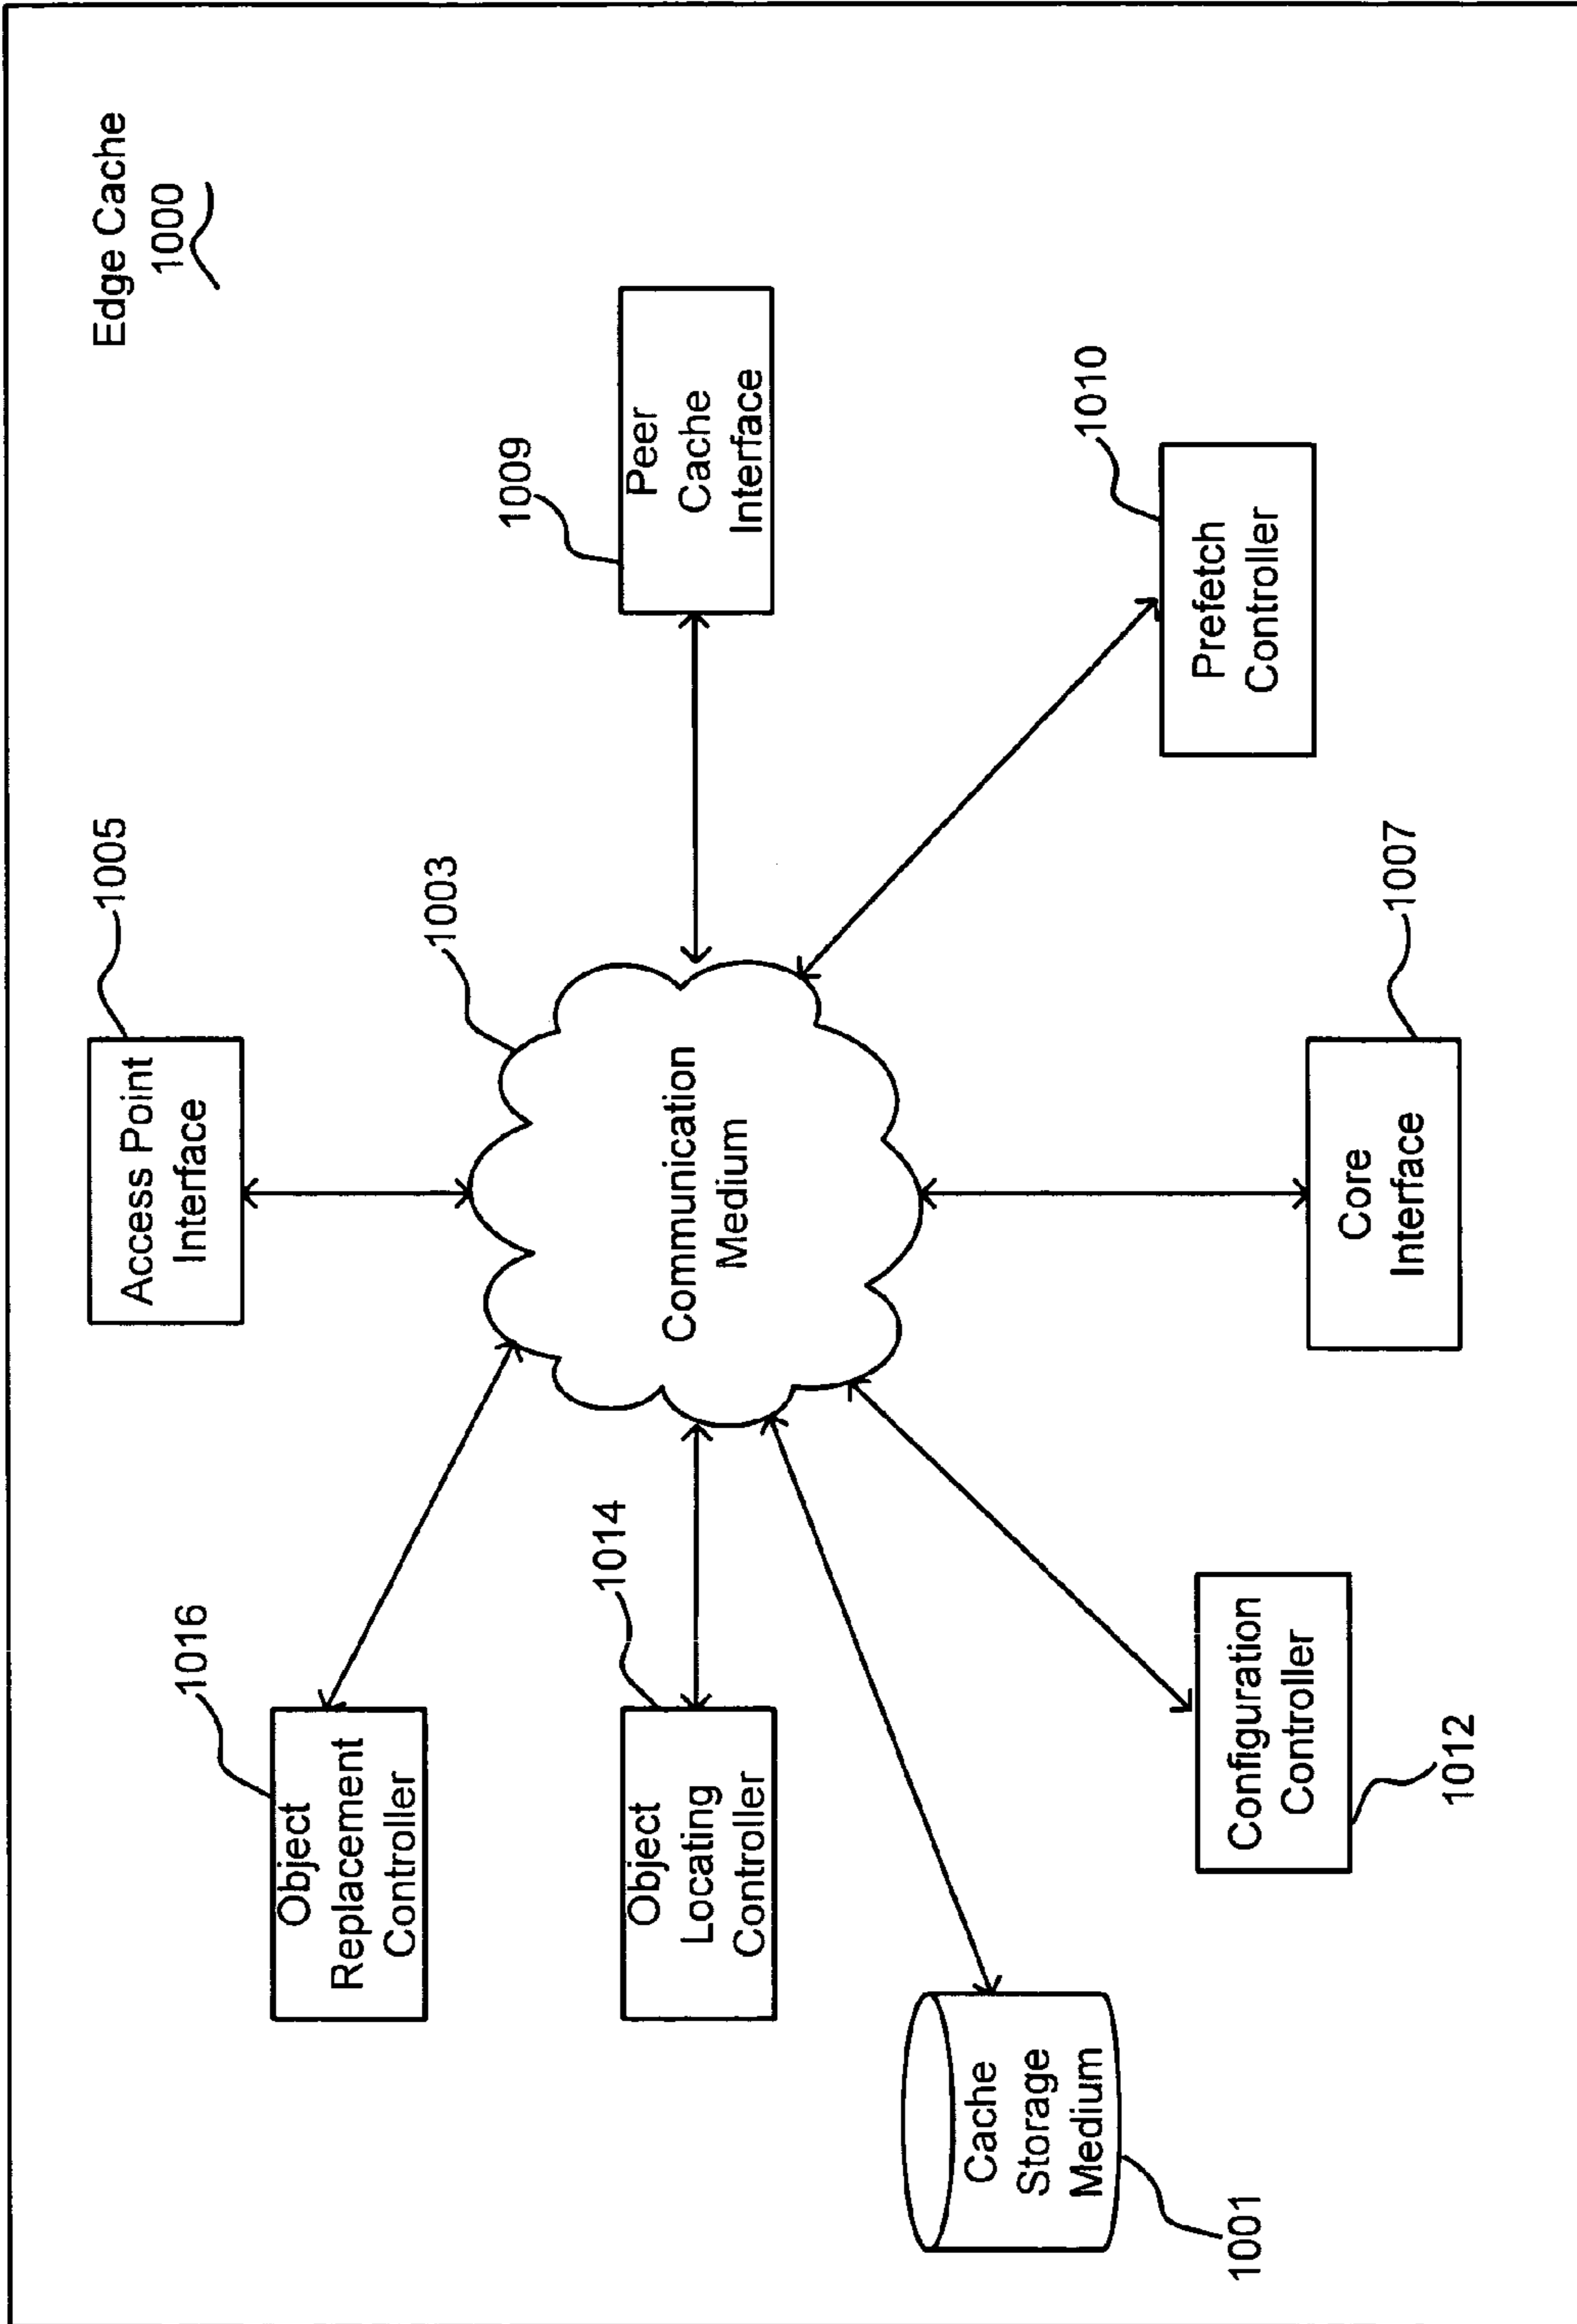 Edge Cache
1000
Access Point
Interface
1005
1003
Communication
Medium
1009
Peer
Cache
Interface
1010
Prefetch
Controller
1007
Core
Interface
1016
Object
Replacement
Controller
1014
Object
Locating
Controller
Cache
Storage
Medium
1001
Configuration
Controller
1012